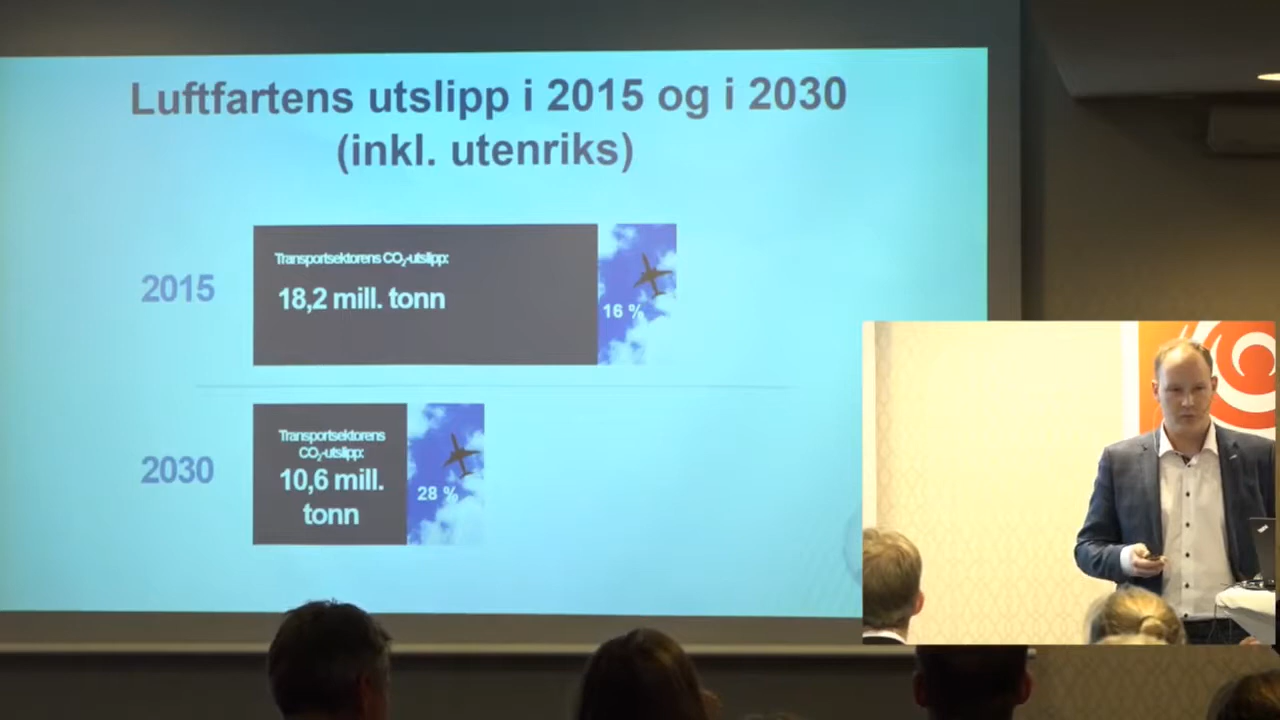 Luftfartens utslipp i 2015 og i 2030
(inkl. utenriks)
2015
Transportsektorens CO₂-utslipp:
18,2 mill. tonn
16 %
2030
Transportsektorens
CO₂-utslipp:
10,6 mill.
tonn
28 %